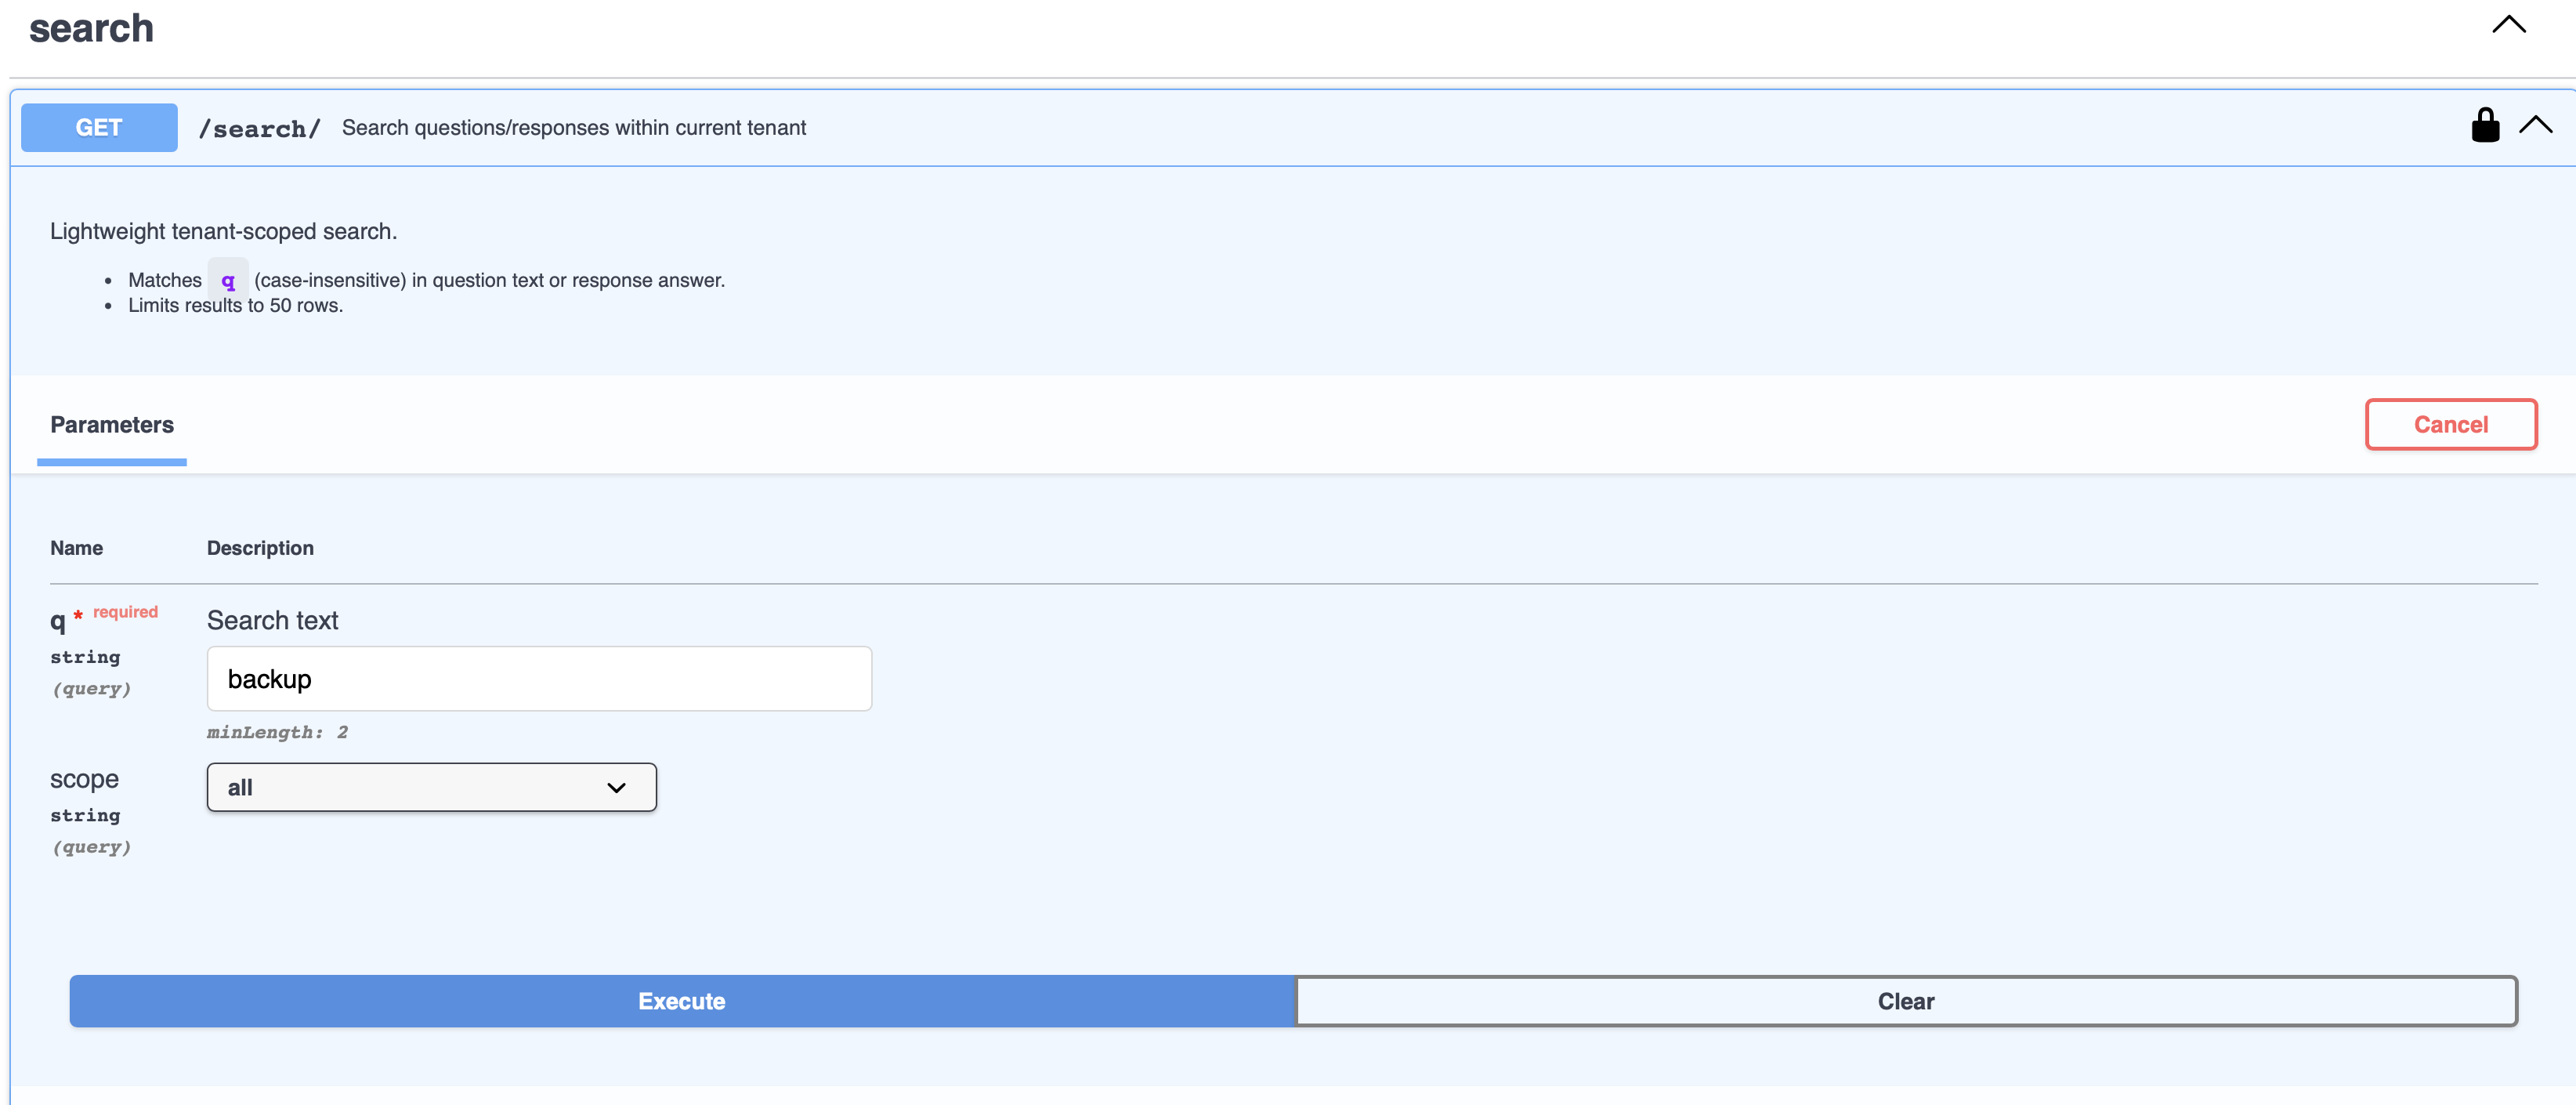 search
GET /search/ Search questions/responses within current tenant
Lightweight tenant-scoped search.
• Matches q (case-insensitive) in question text or response answer.
• Limits results to 50 rows.
Parameters
Cancel
Name Description
q * required Search text
string backup
(query)
minLength: 2
scope all
string
(query)
Execute Clear